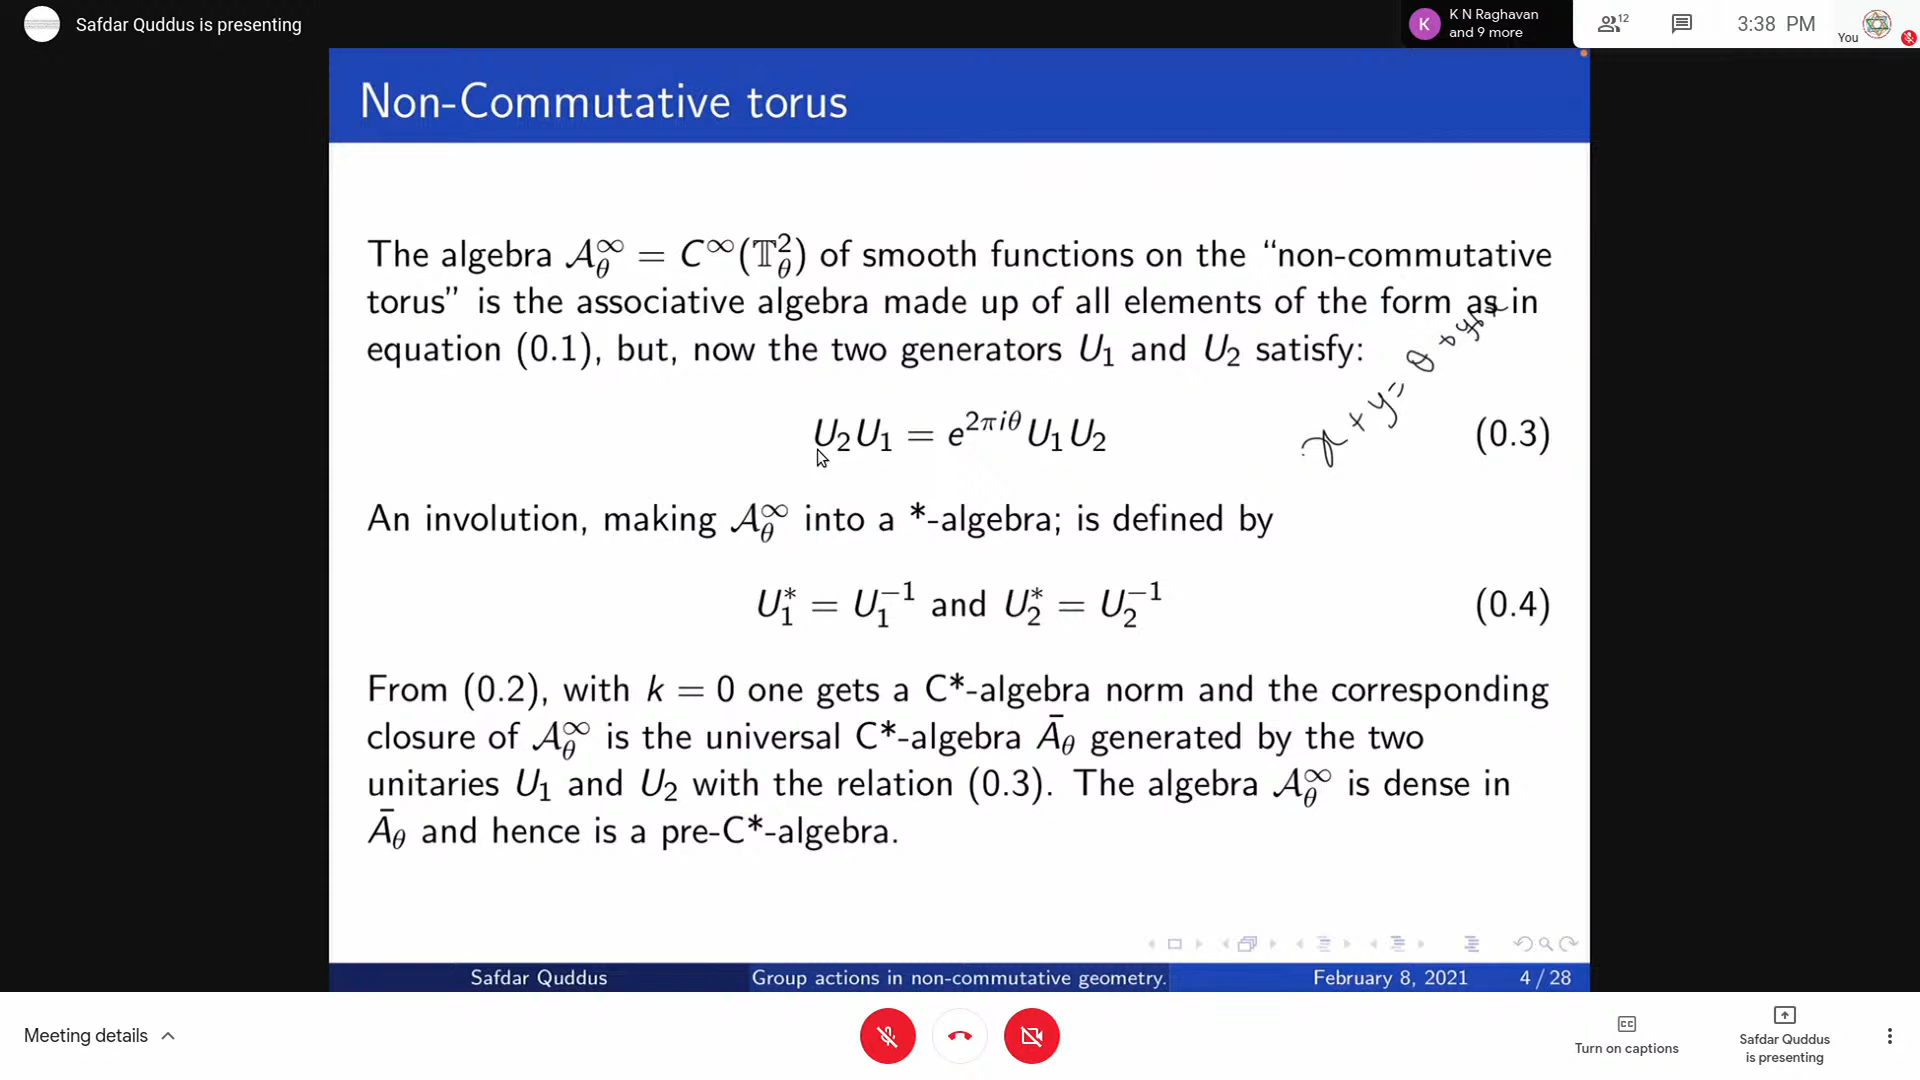 Safdar Quddus is presenting
K N Raghavan
and 9 more
12
3:38 PM
You
Non-Commutative torus
The algebra 𝒜_θ^∞ = C^∞(𝕋_θ^2) of smooth functions on the “non-commutative
torus” is the associative algebra made up of all elements of the form as in
equation (0.1), but, now the two generators U₁ and U₂ satisfy:
U₂U₁ = e^{2πiθ}U₁U₂ (0.3)
x + y =
An involution, making 𝒜_θ^∞ into a *-algebra; is defined by
U₁* = U₁⁻¹ and U₂* = U₂⁻¹ (0.4)
From (0.2), with k = 0 one gets a C*-algebra norm and the corresponding
closure of 𝒜_θ^∞ is the universal C*-algebra Ā_θ generated by the two
unitaries U₁ and U₂ with the relation (0.3). The algebra 𝒜_θ^∞ is dense in
Ā_θ and hence is a pre-C*-algebra.
Safdar Quddus Group actions in non-commutative geometry. February 8, 2021 4 / 28
Meeting details
Turn on captions
Safdar Quddus
is presenting